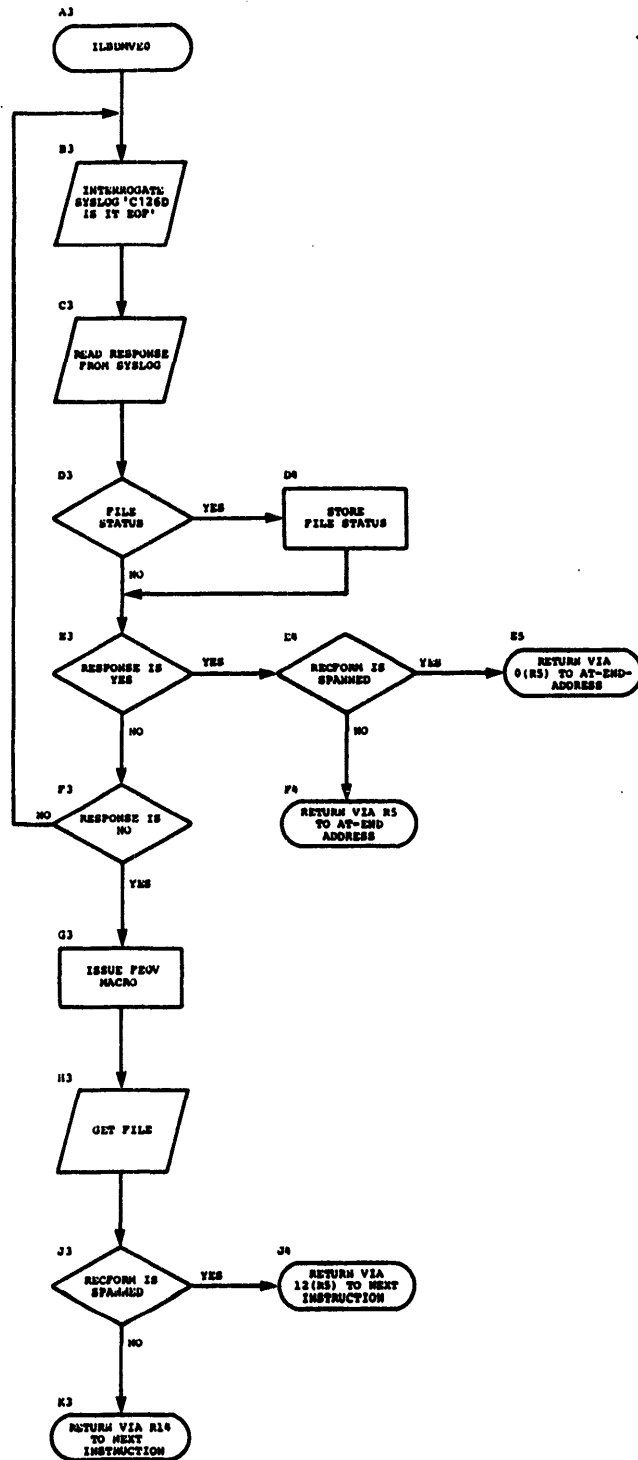 A3
ILBDMVE0
B3
INTERROGATE
SYSLOG 'C126D
IS IT EOF'
C3
READ RESPONSE
FROM SYSLOG
D3
FILE
STATUS
YES
D4
STORE
FILE STATUS
NO
E3
RESPONSE IS
YES
YES
E4
RECFORM IS
SPANNED
YES
E5
RETURN VIA
0(R5) TO AT-END-
ADDRESS
NO
NO
F3
RESPONSE IS
NO
NO
F4
RETURN VIA R5
TO AT-END
ADDRESS
YES
G3
ISSUE FEOV
MACRO
H3
GET FILE
J3
RECFORM IS
SPANNED
YES
J4
RETURN VIA
12(R5) TO NEXT
INSTRUCTION
NO
K3
RETURN VIA R14
TO NEXT
INSTRUCTION